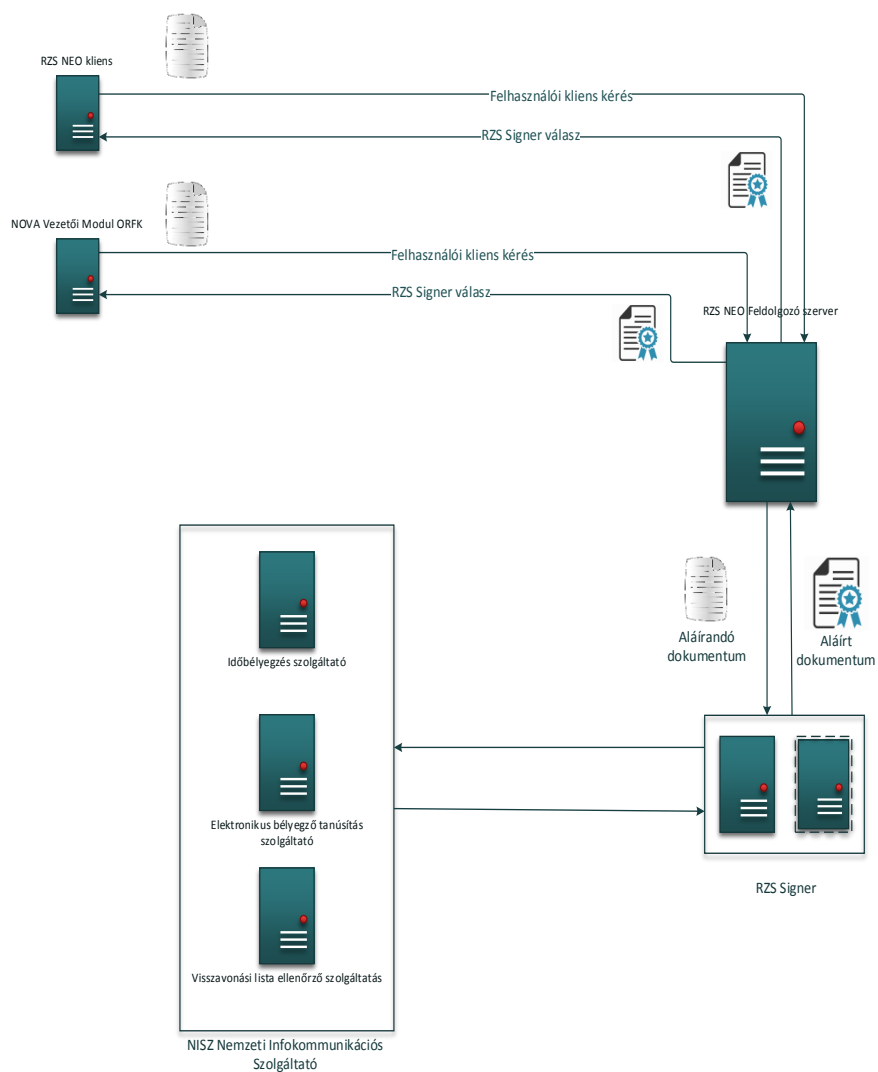 RZS NEO kliens
Felhasználói kliens kérés
RZS Signer válasz
NOVA Vezetői Modul ORFK
Felhasználói kliens kérés
RZS Signer válasz
RZS NEO Feldolgozó szerver
Aláírandó
dokumentum
Aláírt
dokumentum
Időbélyegzés szolgáltató
Elektronikus bélyegző tanúsítás
szolgáltató
RZS Signer
Visszavonási lista ellenőrző szolgáltatás
NISZ Nemzeti Infokommunikációs
Szolgáltató